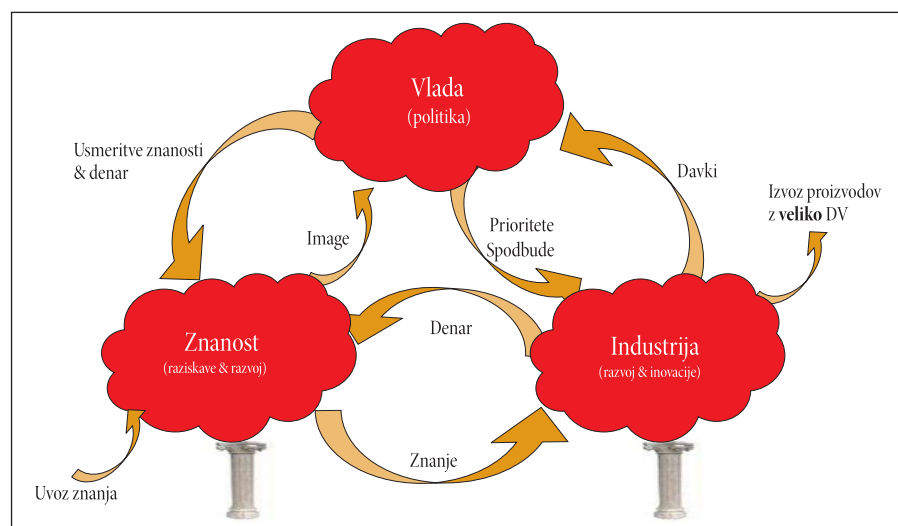 Vlada
(politika)
Usmeritve znanosti
& denar
Davki
Izvoz proizvodov
z veliko DV
Image
Prioritete
Spodbude
Denar
Znanost
(raziskave & razvoj)
Industrija
(razvoj & inovacije)
Znanje
Uvoz znanja